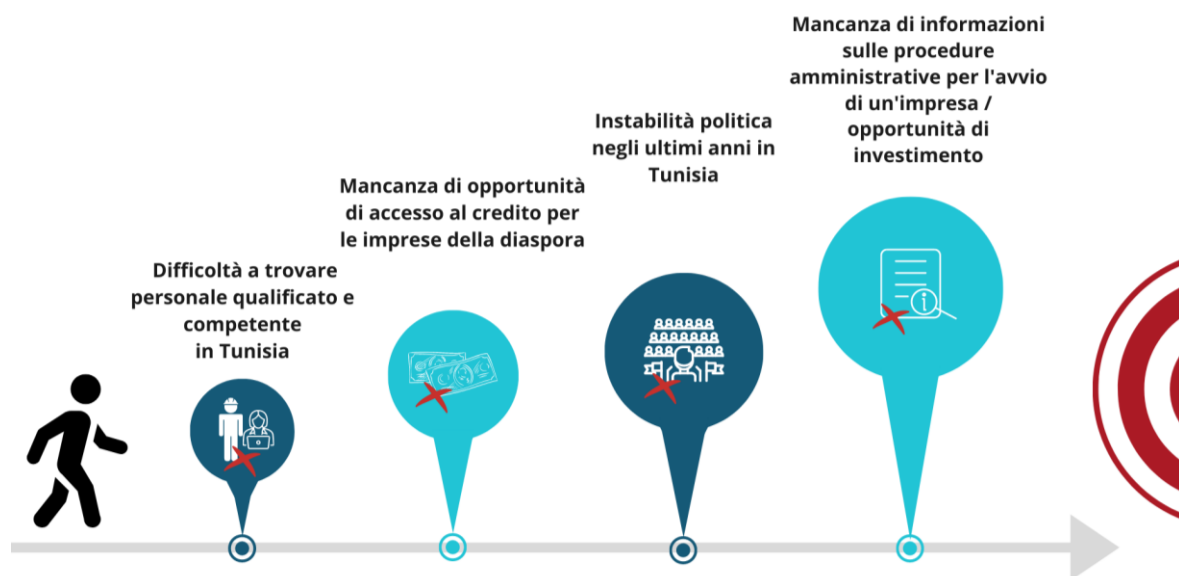 Difficoltà a trovare
personale qualificato e
competente
in Tunisia
Mancanza di opportunità
di accesso al credito per
le imprese della diaspora
Instabilità politica
negli ultimi anni in
Tunisia
Mancanza di informazioni
sulle procedure
amministrative per l'avvio
di un'impresa /
opportunità di
investimento